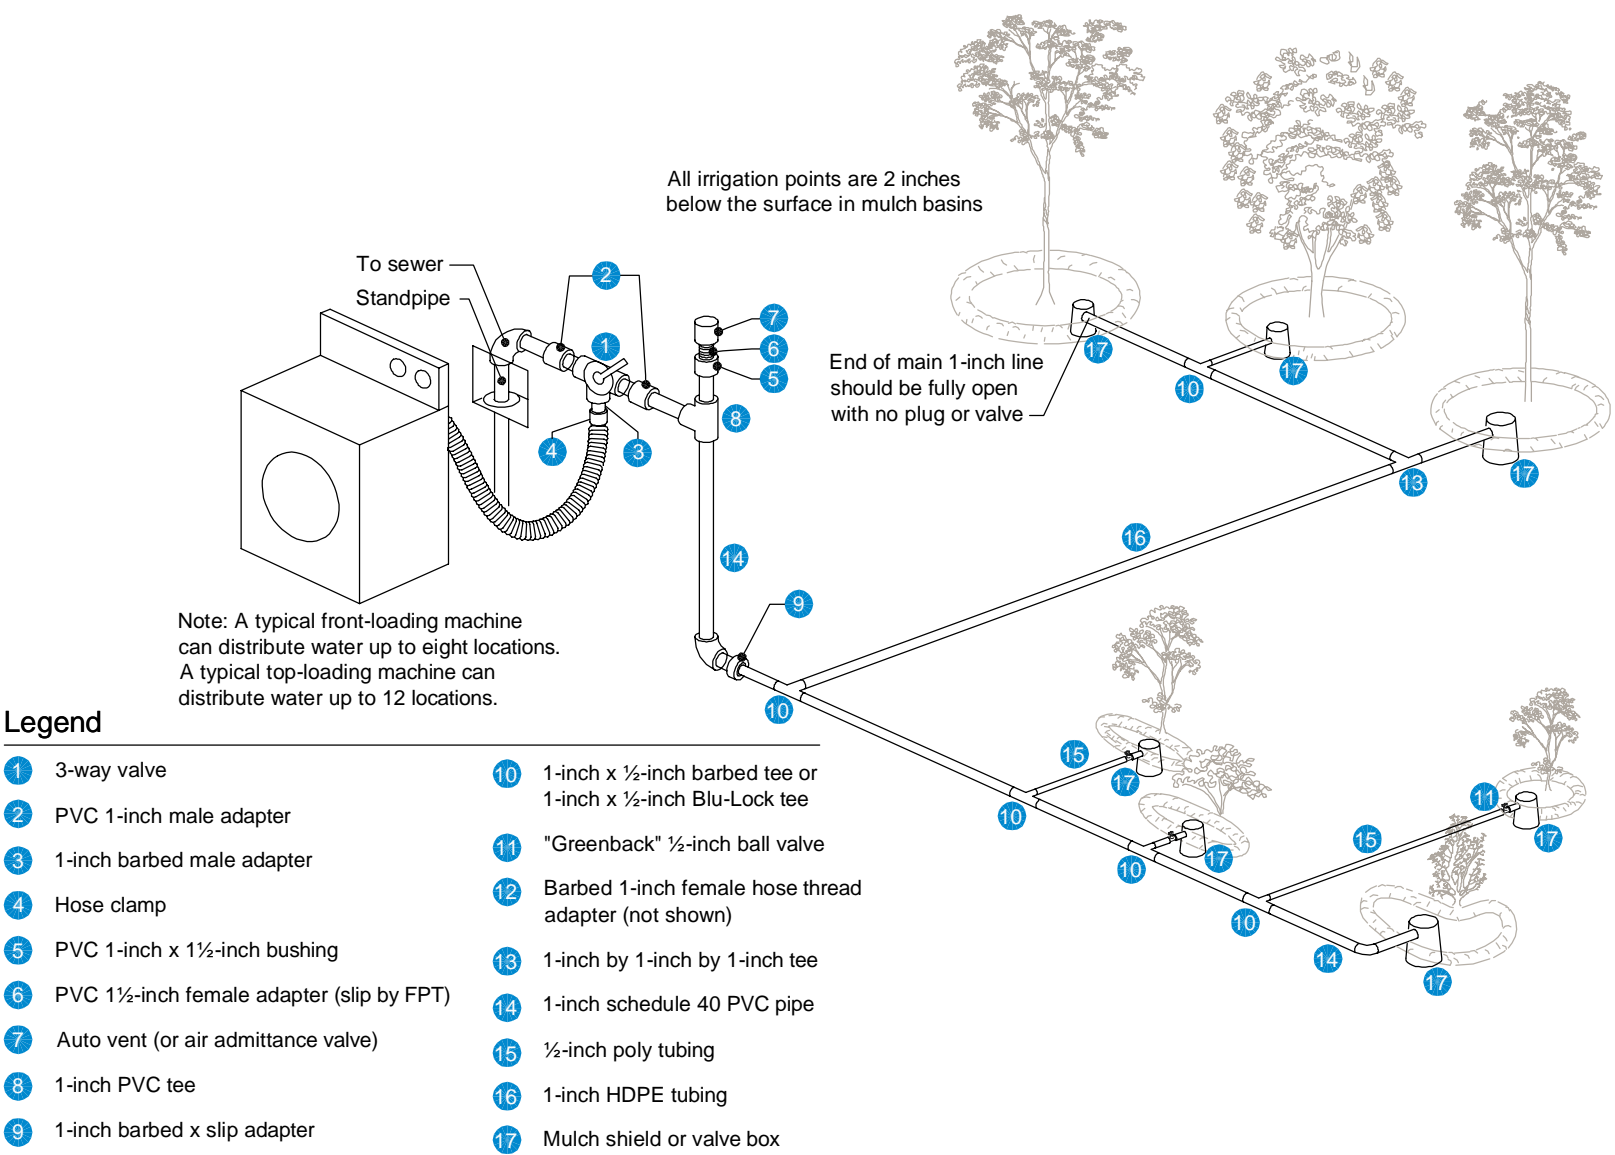 All irrigation points are 2 inches
below the surface in mulch basins
To sewer
Standpipe
2
1
7
6
5
8
4
3
End of main 1-inch line
should be fully open
with no plug or valve
17
10
17
13
17
16
14
9
10
Note: A typical front-loading machine
can distribute water up to eight locations.
A typical top-loading machine can
distribute water up to 12 locations.
15
17
10
17
10
11
17
15
10
14
17
Legend
1 3-way valve
2 PVC 1-inch male adapter
3 1-inch barbed male adapter
4 Hose clamp
5 PVC 1-inch x 1½-inch bushing
6 PVC 1½-inch female adapter (slip by FPT)
7 Auto vent (or air admittance valve)
8 1-inch PVC tee
9 1-inch barbed x slip adapter
10 1-inch x ½-inch barbed tee or
1-inch x ½-inch Blu-Lock tee
11 "Greenback" ½-inch ball valve
12 Barbed 1-inch female hose thread
adapter (not shown)
13 1-inch by 1-inch by 1-inch tee
14 1-inch schedule 40 PVC pipe
15 ½-inch poly tubing
16 1-inch HDPE tubing
17 Mulch shield or valve box